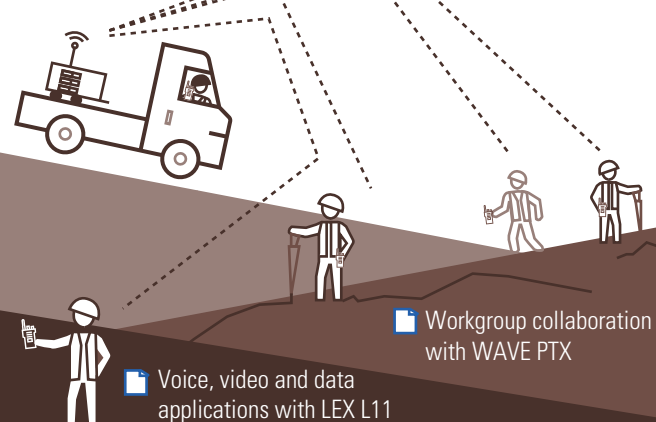 Workgroup collaboration
with WAVE PTX
Voice, video and data
applications with LEX L11